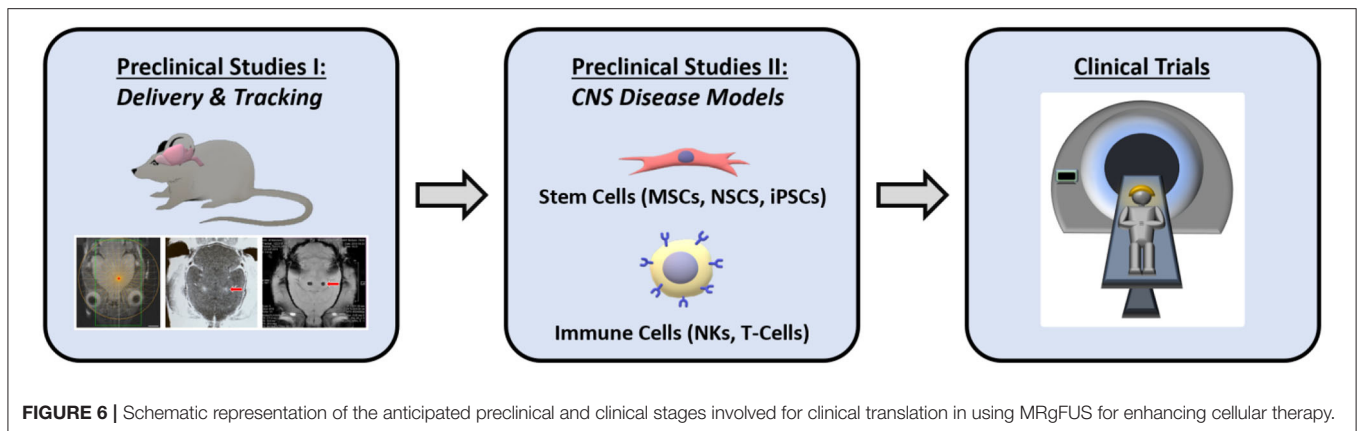 Preclinical Studies I:
Delivery & Tracking
Preclinical Studies II:
CNS Disease Models
Stem Cells (MSCs, NSCS, iPSCs)
Immune Cells (NKs, T-Cells)
Clinical Trials
FIGURE 6 | Schematic representation of the anticipated preclinical and clinical stages involved for clinical translation in using MRgFUS for enhancing cellular therapy.